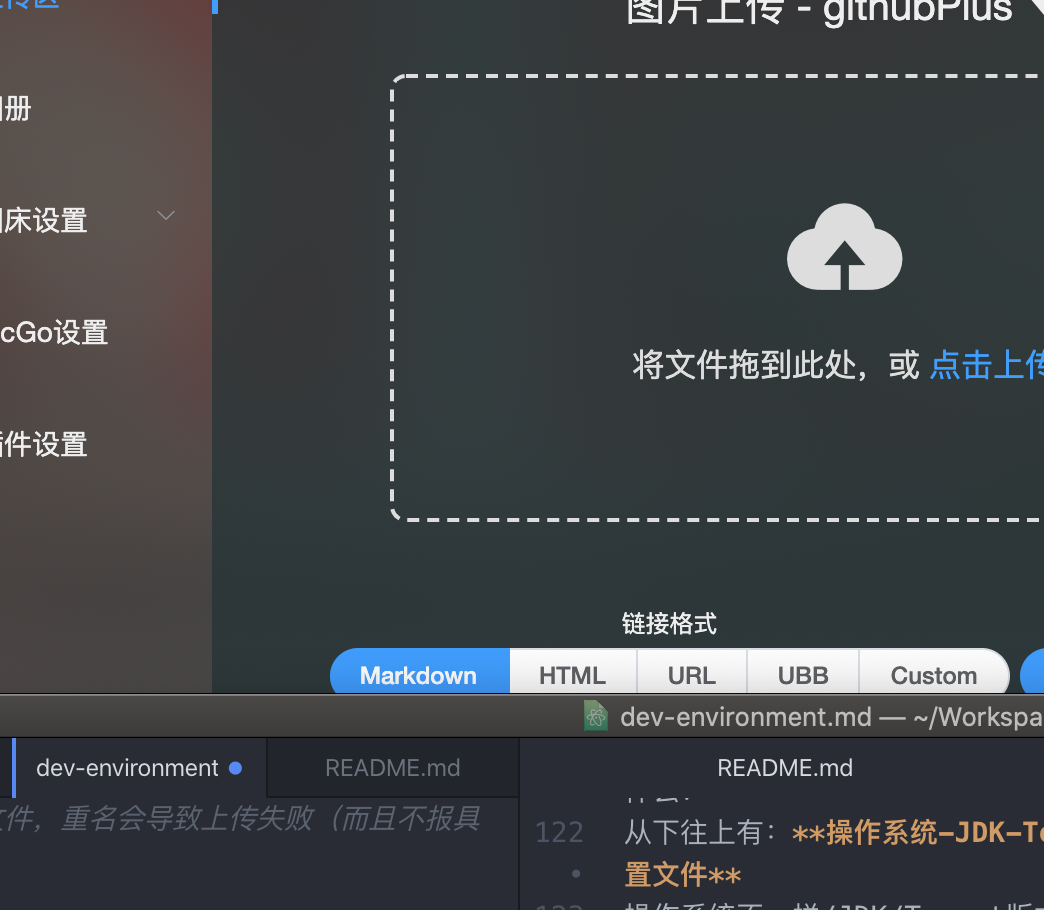 上传区
图片上传 - githubPlus
相册
图床设置
cGo设置
插件设置
将文件拖到此处，或 点击上传
链接格式
Markdown HTML URL UBB Custom
dev-environment.md — ~/Workspa
dev-environment README.md README.md
文件，重名会导致上传失败（而且不报具
122 从下往上有：**操作系统-JDK-To
• 置文件**